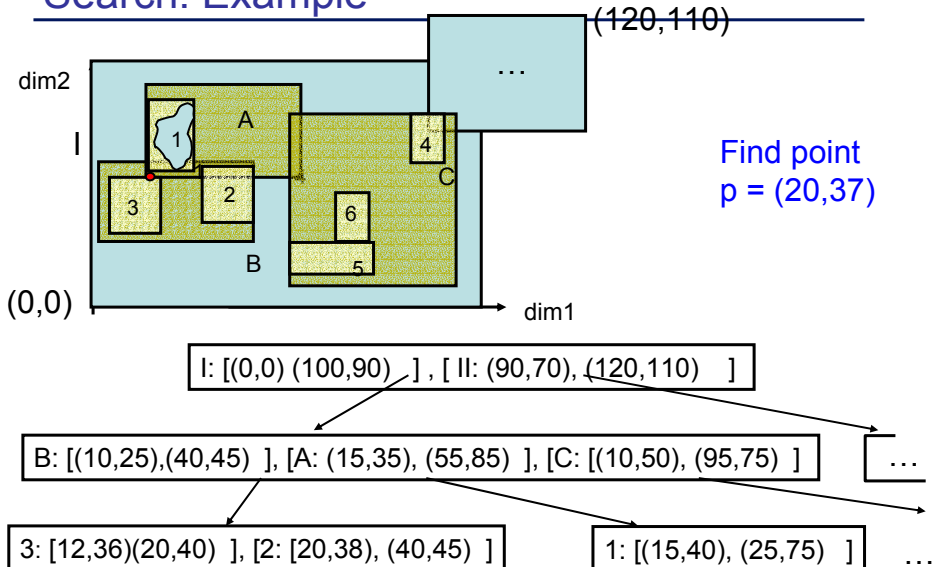 Search: Example
(120,110)
…
dim2
A
I
1
4
Find point
p = (20,37)
C
2
3
6
B
5
(0,0)
dim1
I: [(0,0) (100,90) ] , [ II: (90,70), (120,110) ]
B: [(10,25),(40,45) ], [A: (15,35), (55,85) ], [C: [(10,50), (95,75) ]
…
3: [12,36)(20,40) ], [2: [20,38), (40,45) ]
1: [(15,40), (25,75) ]
…